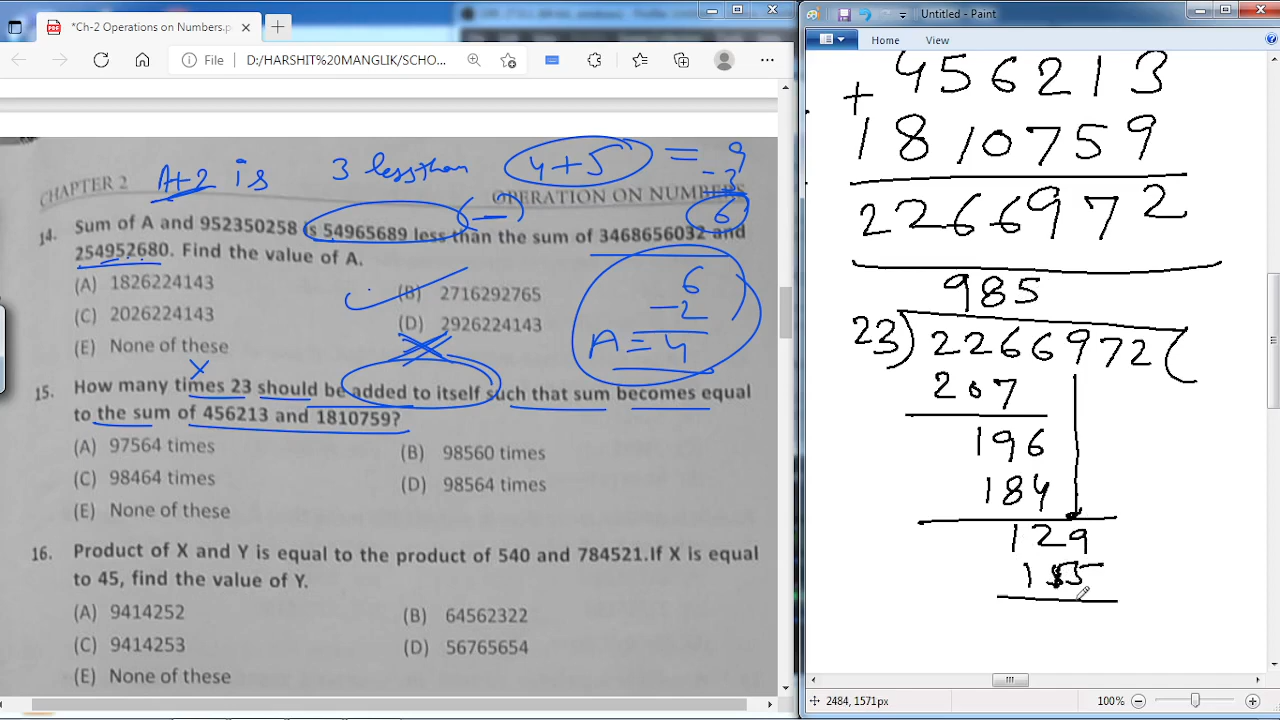 *Ch-2 Operations on Numbers.p
File
D:/HARSHIT%20MANGLIK/SCHO...
Untitled - Paint
Home
View
A+2 is 3 less than 4+5 = 9
- 3
6
CHAPTER 2
OPERATION ON NUMBERS
(-)
14. Sum of A and 952350258 is 54965689 less than the sum of 3468656032 and
254952680. Find the value of A.
(A) 1826224143
(B) 2716292765
(C) 2026224143
(D) 2926224143
(E) None of these
6
- 2
A = 4
X
15. How many times 23 should be added to itself such that sum becomes equal
to the sum of 456213 and 1810759?
(A) 97564 times
(B) 98560 times
(C) 98464 times
(D) 98564 times
(E) None of these
16. Product of X and Y is equal to the product of 540 and 784521.If X is equal
to 45, find the value of Y.
(A) 9414252
(B) 64562322
(C) 9414253
(D) 56765654
(E) None of these
456213
+
1810759
2266972
985
23)2266972(
207
196
184
129
115
2484, 1571px
100%